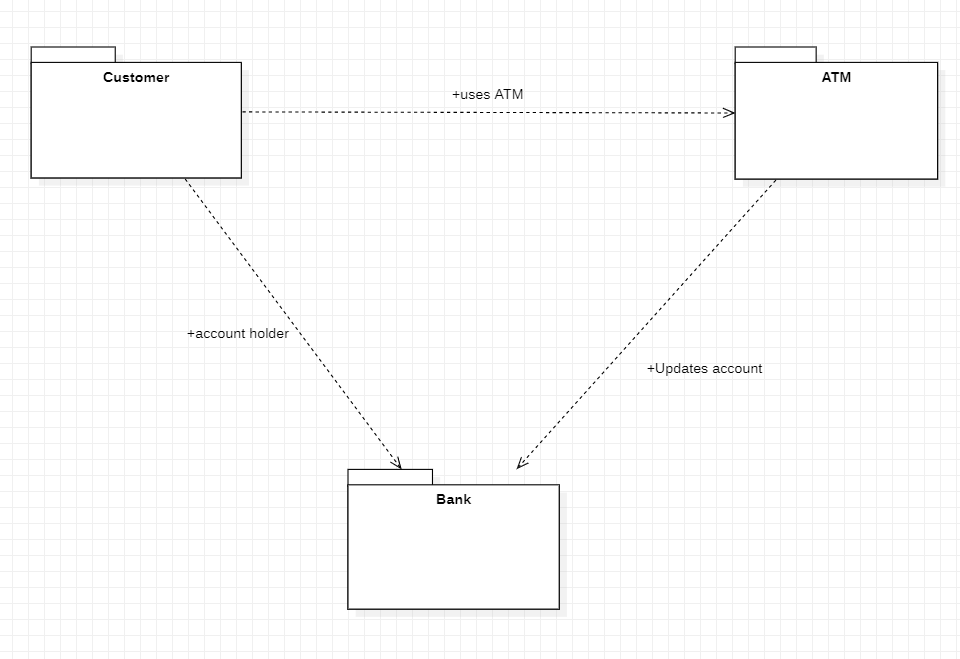 Customer
ATM
+uses ATM
+account holder
+Updates account
Bank